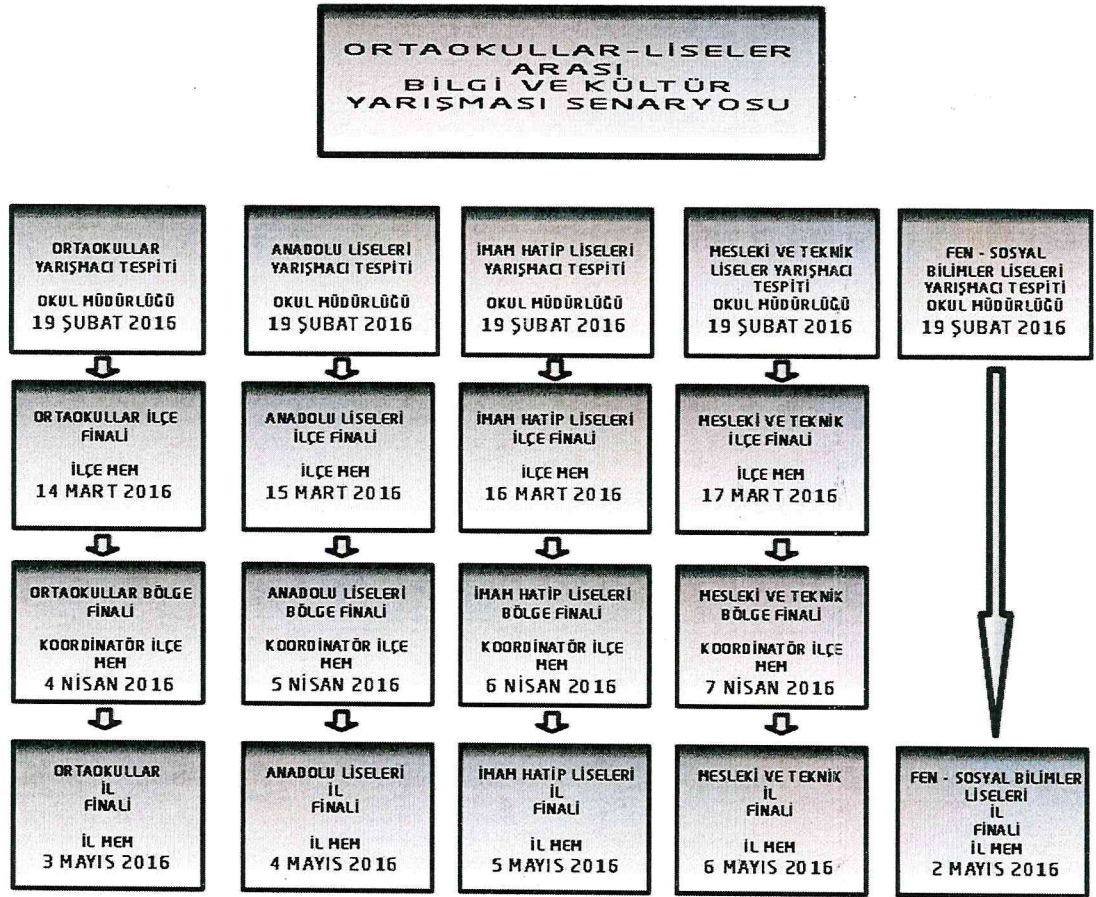 ORTAOKULLAR-LİSELER
ARASI
BİLGİ VE KÜLTÜR
YARIŞMASI SENARYOSU
ORTAOKULLAR
YARIŞMACI TESPİTİ
OKUL MÜDÜRLÜĞÜ
19 ŞUBAT 2016
ANADOLU LİSELERİ
YARIŞMACI TESPİTİ
OKUL MÜDÜRLÜĞÜ
19 ŞUBAT 2016
İMAM HATİP LİSELERİ
YARIŞMACI TESPİTİ
OKUL MÜDÜRLÜĞÜ
19 ŞUBAT 2016
MESLEKİ VE TEKNİK
LİSELER YARIŞMACI
TESPİTİ
OKUL MÜDÜRLÜĞÜ
19 ŞUBAT 2016
FEN - SOSYAL
BİLİMLER LİSELERİ
YARIŞMACI TESPİTİ
OKUL MÜDÜRLÜĞÜ
19 ŞUBAT 2016
ORTAOKULLAR İLÇE
FİNALİ
İLÇE MEM
14 MART 2016
ANADOLU LİSELERİ
İLÇE FİNALİ
İLÇE MEM
15 MART 2016
İMAM HATİP LİSELERİ
İLÇE FİNALİ
İLÇE MEM
16 MART 2016
MESLEKİ VE TEKNİK
İLÇE FİNALİ
İLÇE MEM
17 MART 2016
ORTAOKULLAR BÖLGE
FİNALİ
KOORDİNATÖR İLÇE
MEM
4 NİSAN 2016
ANADOLU LİSELERİ
BÖLGE FİNALİ
KOORDİNATÖR İLÇE
MEM
5 NİSAN 2016
İMAM HATİP LİSELERİ
BÖLGE FİNALİ
KOORDİNATÖR İLÇE
MEM
6 NİSAN 2016
MESLEKİ VE TEKNİK
BÖLGE FİNALİ
KOORDİNATÖR İLÇE
MEM
7 NİSAN 2016
ORTAOKULLAR
İL
FİNALİ
İL MEM
3 MAYIS 2016
ANADOLU LİSELERİ
İL
FİNALİ
İL MEM
4 MAYIS 2016
İMAM HATİP LİSELERİ
İL
FİNALİ
İL MEM
5 MAYIS 2016
MESLEKİ VE TEKNİK
İL
FİNALİ
İL MEM
6 MAYIS 2016
FEN - SOSYAL BİLİMLER
LİSELERİ
İL
FİNALİ
İL MEM
2 MAYIS 2016